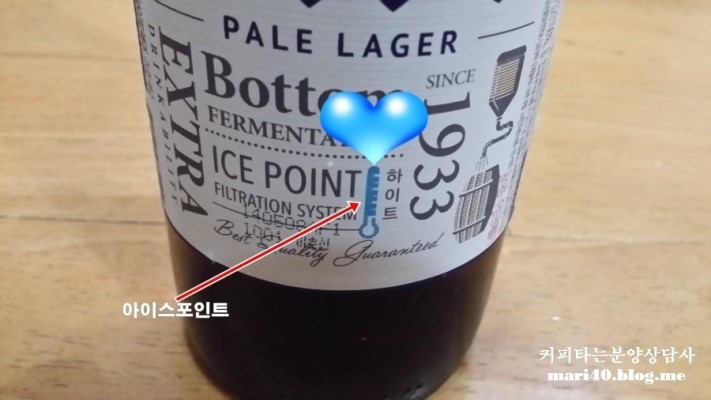 PALE LAGER
Bottom
FERMENTA
SINCE
1933
EXTRA
DRINKABILITY
ICE POINT
FILTRATION SYSTEM
하이트
Best Quality Guaranteed
아이스포인트
커피타는분양상담사
mari40.blog.me